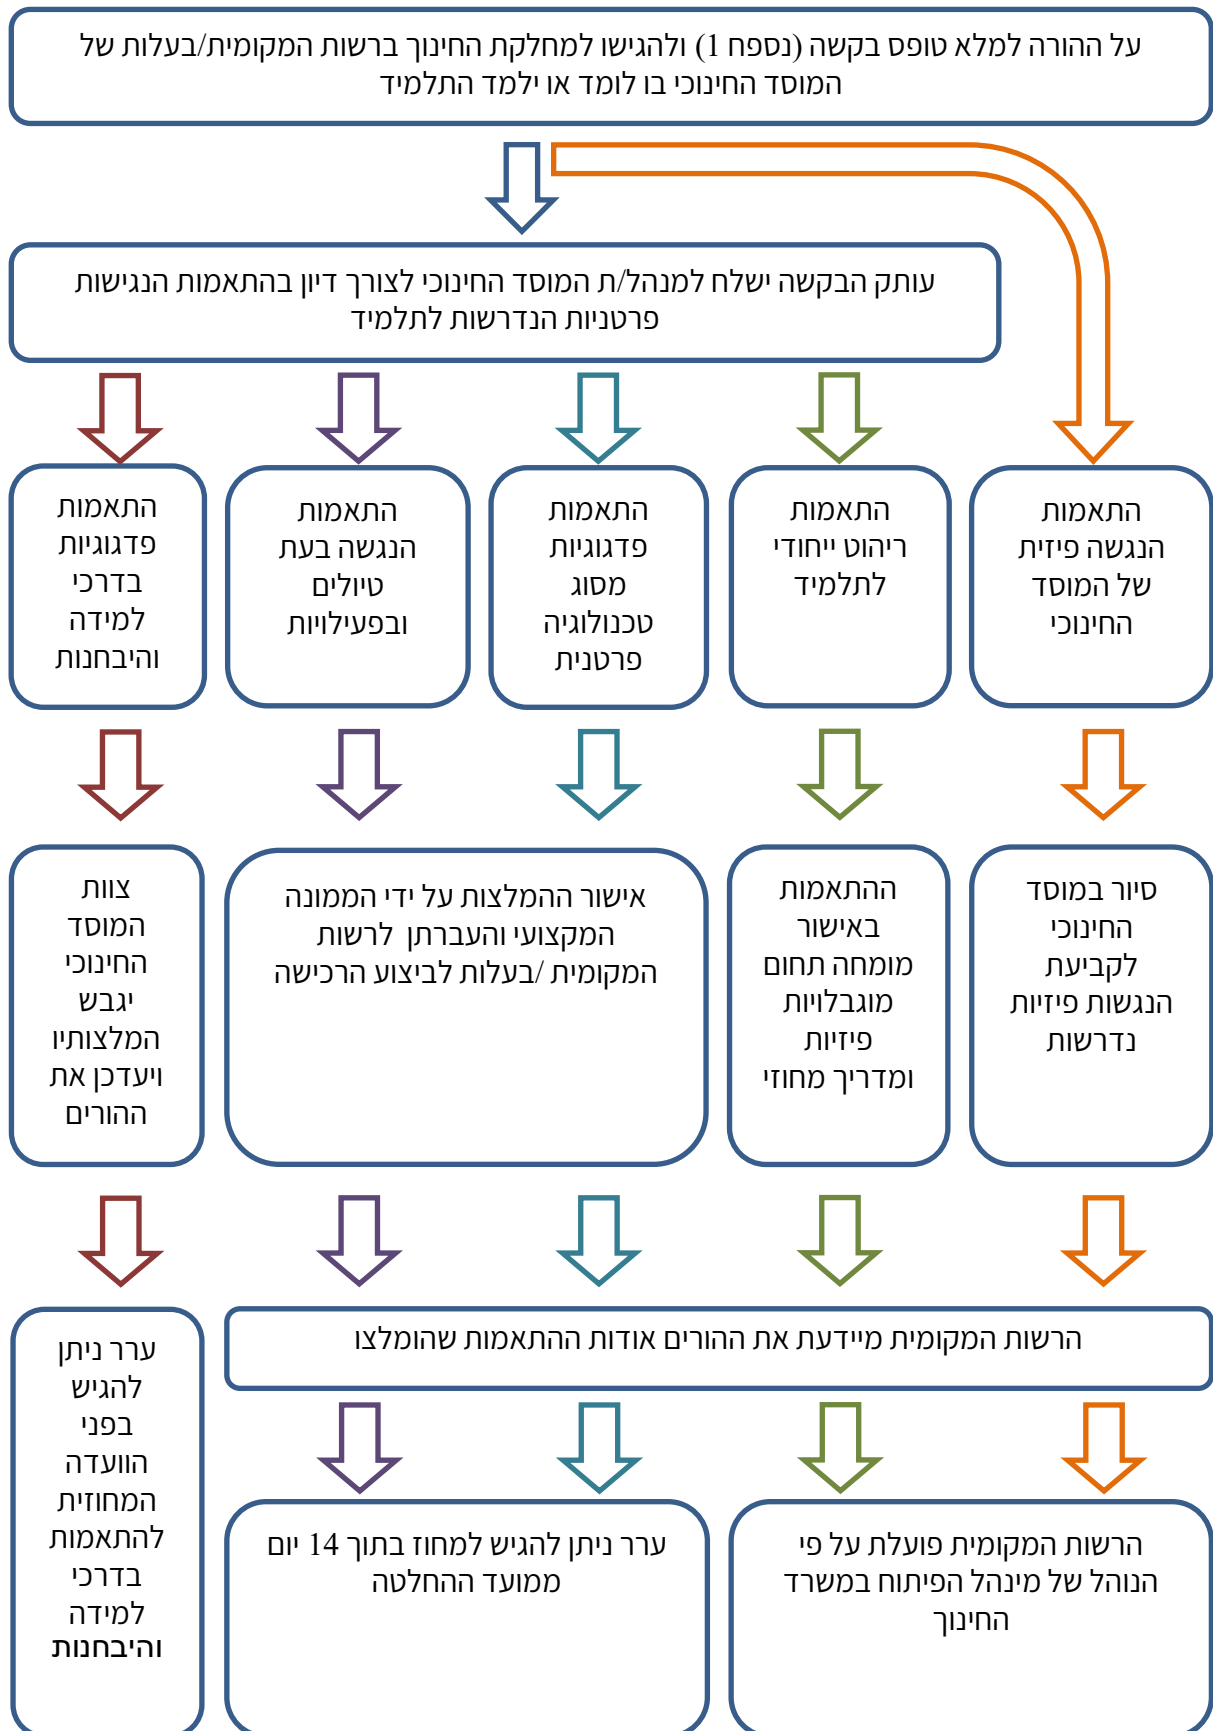 על ההורה למלא טופס בקשה (נספח 1) ולהגישו למחלקת החינוך ברשות המקומית/בעלות של
המוסד החינוכי בו לומד או ילמד התלמיד
עותק הבקשה ישלח למנהל/ת המוסד החינוכי לצורך דיון בהתאמות הנגישות
פרטניות הנדרשות לתלמיד
התאמות
הנגשה פיזית
של המוסד
החינוכי
התאמות
ריהוט ייחודי
לתלמיד
התאמות
פדגוגיות
מסוג
טכנולוגיה
פרטנית
התאמות
הנגשה בעת
טיולים
ובפעילויות
התאמות
פדגוגיות
בדרכי
למידה
והיבחנות
סיור במוסד
החינוכי
לקביעת
הנגשות פיזיות
נדרשות
ההתאמות
באישור
מומחה תחום
מוגבלויות
פיזיות
ומדריך מחוזי
אישור ההמלצות על ידי הממונה
המקצועי והעברתן לרשות
המקומית /בעלות לביצוע הרכישה
צוות
המוסד
החינוכי
יגבש
המלצותיו
ויעדכן את
ההורים
הרשות המקומית מיידעת את ההורים אודות ההתאמות שהומלצו
הרשות המקומית פועלת על פי
הנוהל של מינהל הפיתוח במשרד
החינוך
ערר ניתן להגיש למחוז בתוך 14 יום
ממועד ההחלטה
ערר ניתן
להגיש
בפני
הוועדה
המחוזית
להתאמות
בדרכי
למידה
והיבחנות